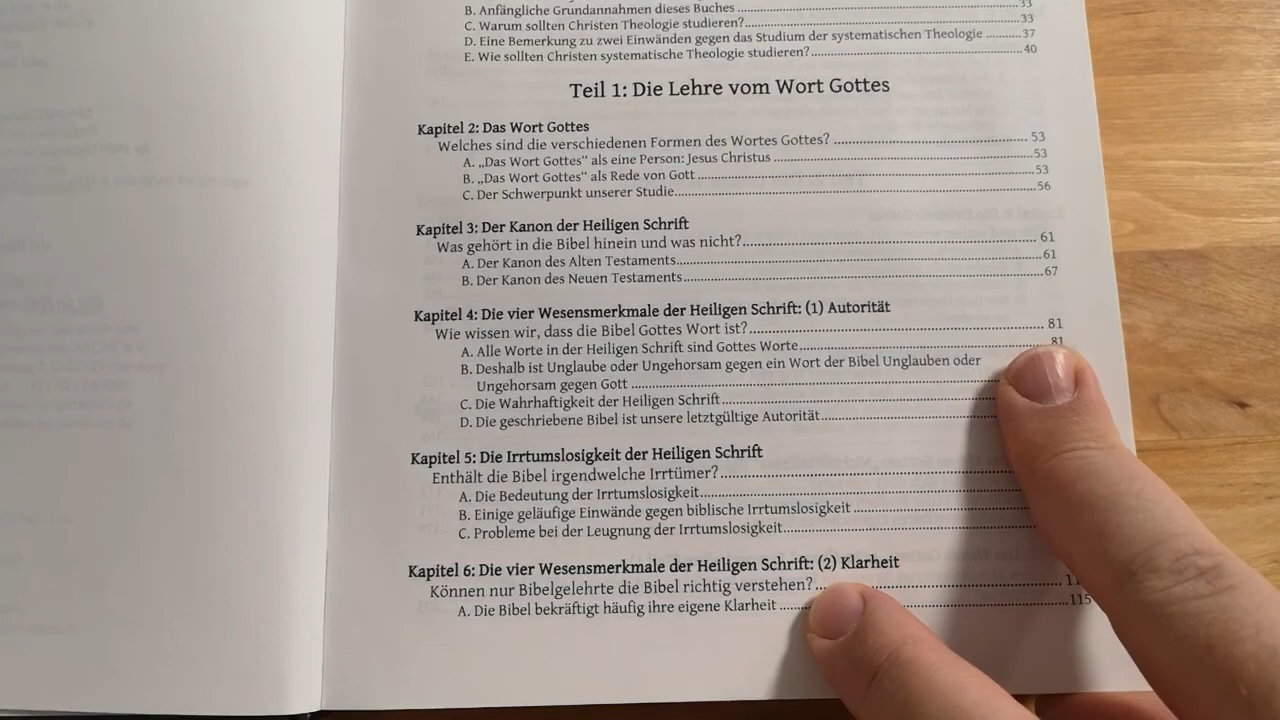 B. Anfängliche Grundannahmen dieses Buches ........ 33
C. Warum sollten Christen Theologie studieren? ........ 33
D. Eine Bemerkung zu zwei Einwänden gegen das Studium der systematischen Theologie ........ 37
E. Wie sollten Christen systematische Theologie studieren? ........ 40
Teil 1: Die Lehre vom Wort Gottes
Kapitel 2: Das Wort Gottes
Welches sind die verschiedenen Formen des Wortes Gottes? ........ 53
A. „Das Wort Gottes“ als eine Person: Jesus Christus ........ 53
B. „Das Wort Gottes“ als Rede von Gott ........ 53
C. Der Schwerpunkt unserer Studie ........ 56
Kapitel 3: Der Kanon der Heiligen Schrift
Was gehört in die Bibel hinein und was nicht? ........ 61
A. Der Kanon des Alten Testaments ........ 61
B. Der Kanon des Neuen Testaments ........ 67
Kapitel 4: Die vier Wesensmerkmale der Heiligen Schrift: (1) Autorität
Wie wissen wir, dass die Bibel Gottes Wort ist? ........ 81
A. Alle Worte in der Heiligen Schrift sind Gottes Worte ........ 81
B. Deshalb ist Unglaube oder Ungehorsam gegen ein Wort der Bibel Unglauben oder
Ungehorsam gegen Gott ........
C. Die Wahrhaftigkeit der Heiligen Schrift ........
D. Die geschriebene Bibel ist unsere letztgültige Autorität ........
Kapitel 5: Die Irrtumslosigkeit der Heiligen Schrift
Enthält die Bibel irgendwelche Irrtümer? ........
A. Die Bedeutung der Irrtumslosigkeit ........
B. Einige geläufige Einwände gegen biblische Irrtumslosigkeit ........
C. Probleme bei der Leugnung der Irrtumslosigkeit ........
Kapitel 6: Die vier Wesensmerkmale der Heiligen Schrift: (2) Klarheit
Können nur Bibelgelehrte die Bibel richtig verstehen? ........
A. Die Bibel bekräftigt häufig ihre eigene Klarheit ........ 115